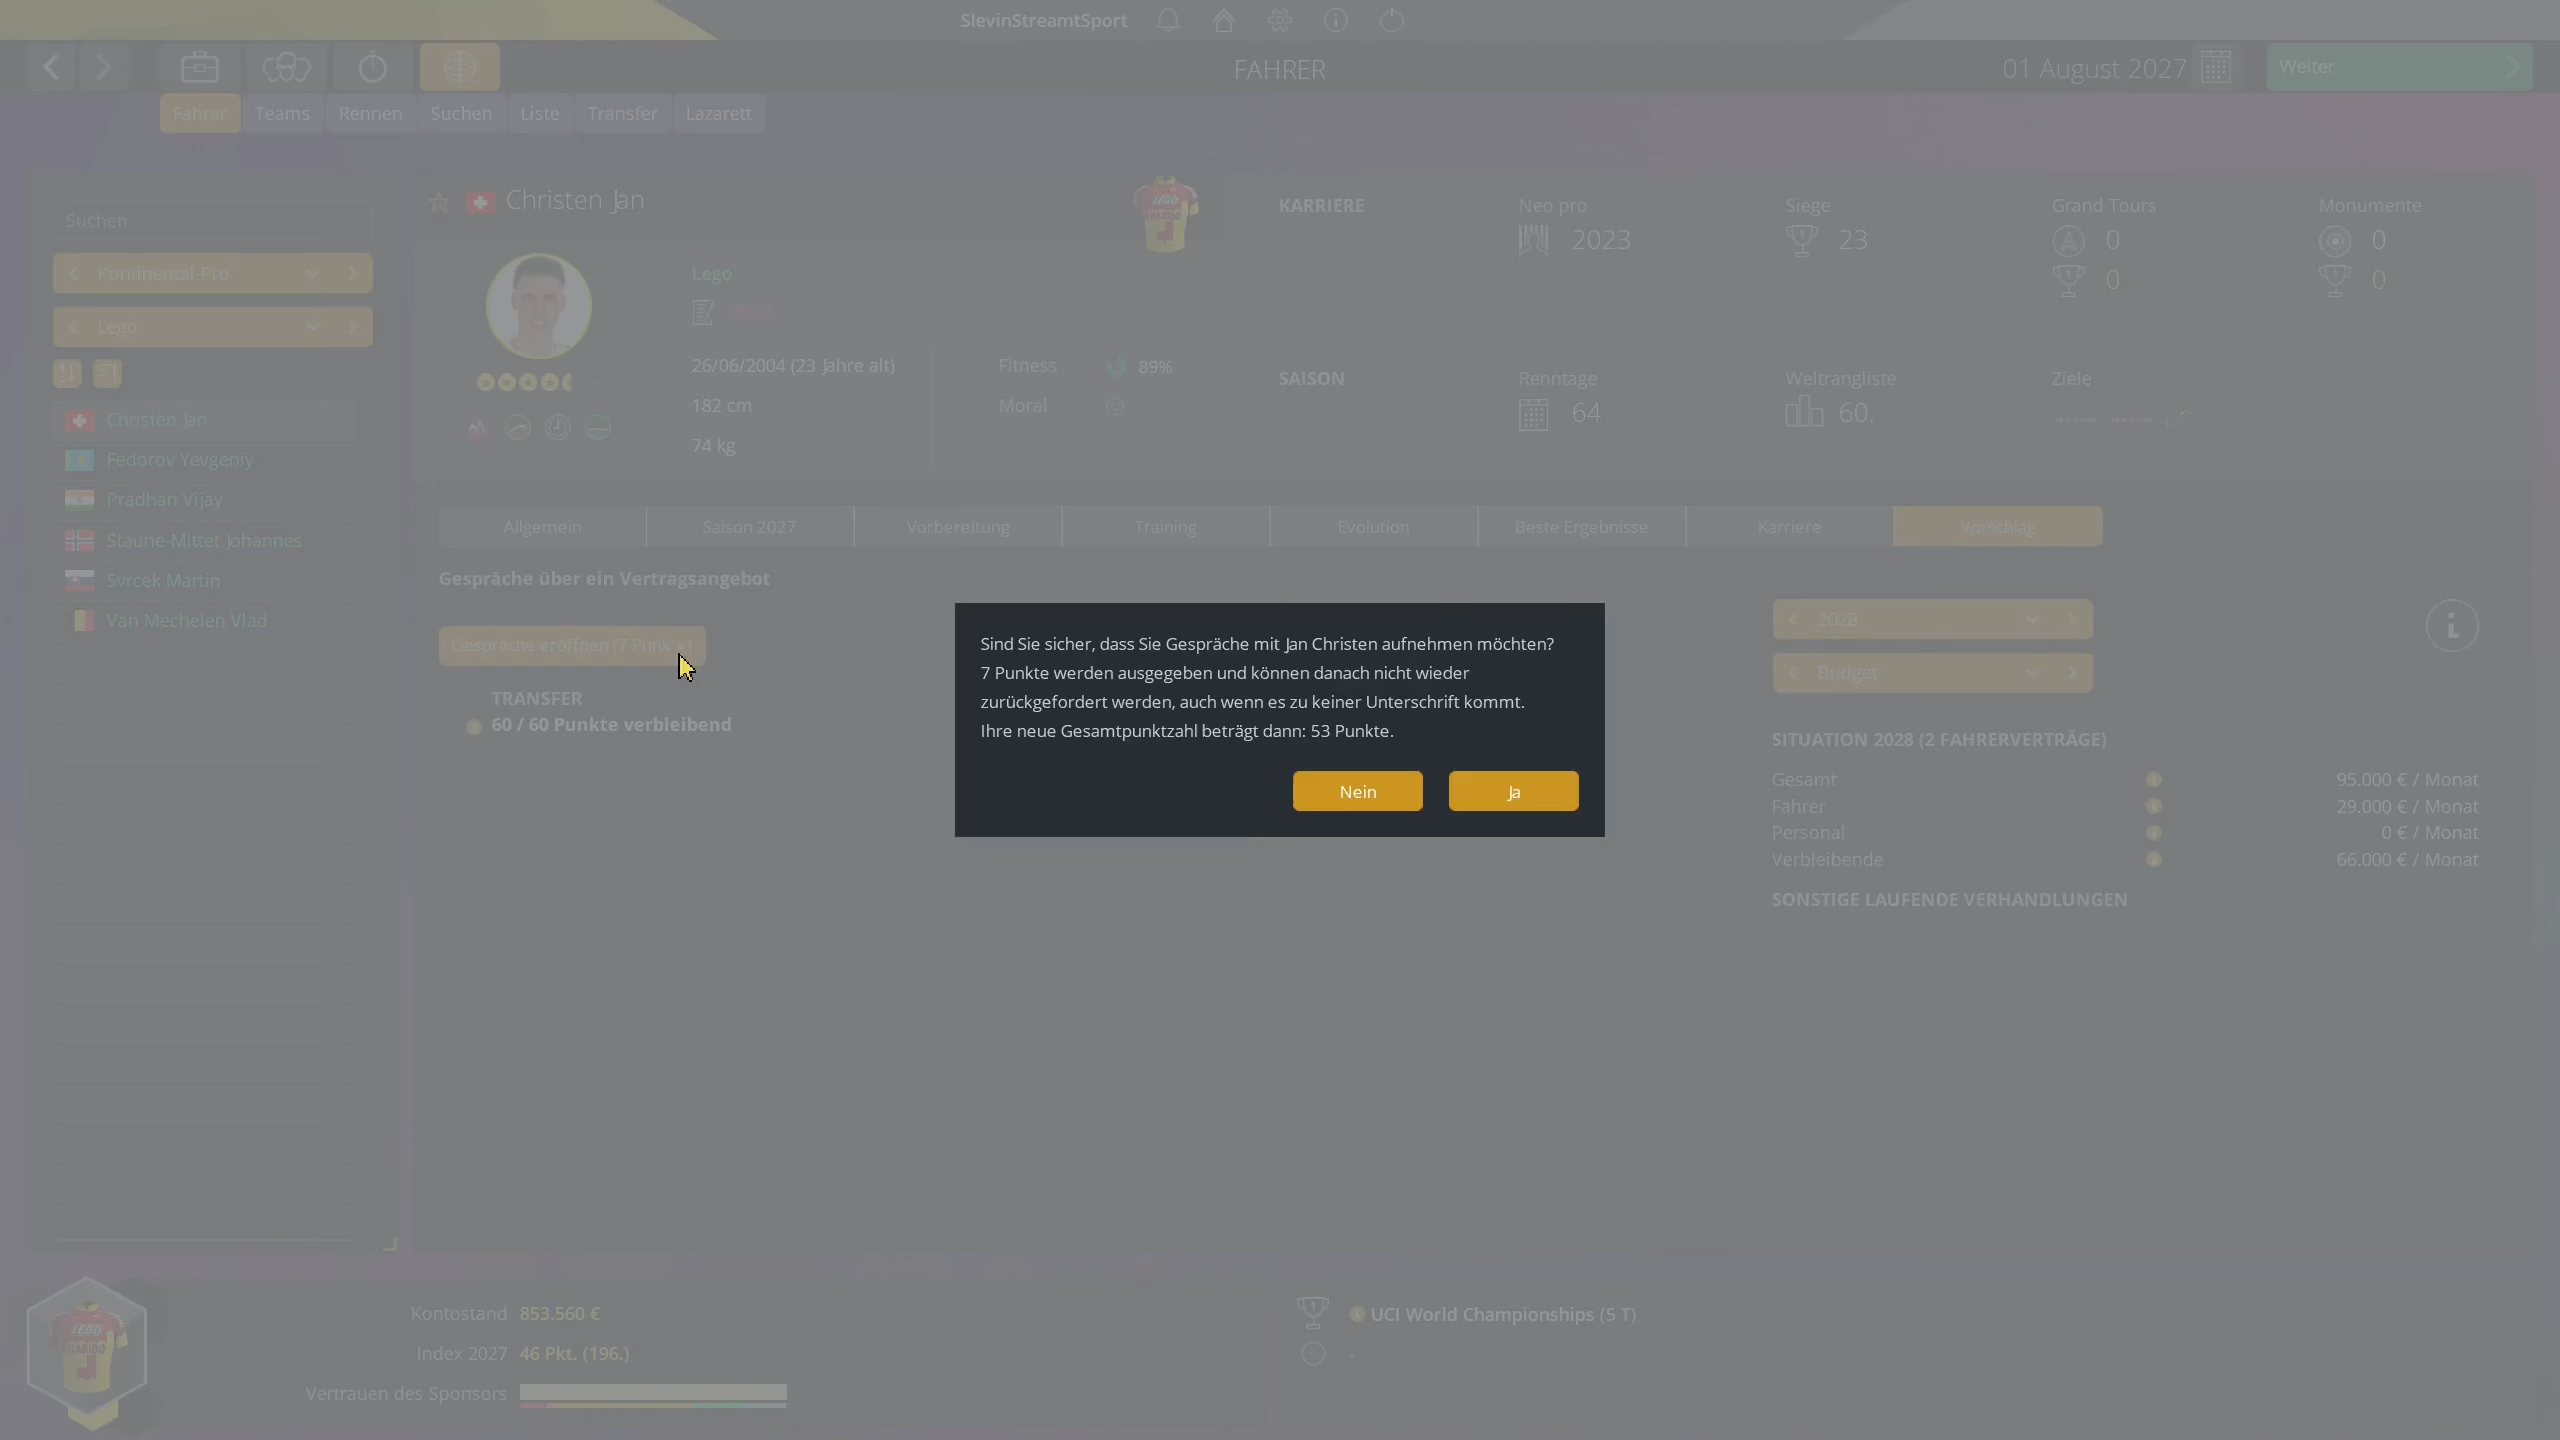 SlevinStreamtSport
FAHRER
01 August 2027
Weiter
Fahrer
Teams
Rennen
Suchen
Liste
Transfer
Lazarett
Suchen
Kontinental-Pro
Lego
Christen Jan
Fedorov Yevgeniy
Pradhan Vijay
Staune-Mittet Johannes
Svrcek Martin
Van Mechelen Vlad
Christen Jan
Lego
26/06/2004 (23 Jahre alt)
182 cm
74 kg
Fitness
89%
Moral
KARRIERE
Neo pro
2023
Siege
23
Grand Tours
0
0
Monumente
0
0
SAISON
Renntage
64
Weltrangliste
60.
Ziele
Allgemein
Saison 2027
Vorbereitung
Training
Evolution
Beste Ergebnisse
Karriere
Vorschlag
Gespräche über ein Vertragsangebot
Gespräche eröffnen (7 Punkte)
TRANSFER
60 / 60 Punkte verbleibend
Sind Sie sicher, dass Sie Gespräche mit Jan Christen aufnehmen möchten?
7 Punkte werden ausgegeben und können danach nicht wieder
zurückgefordert werden, auch wenn es zu keiner Unterschrift kommt.
Ihre neue Gesamtpunktzahl beträgt dann: 53 Punkte.
Nein
Ja
2028
Budget
SITUATION 2028 (2 FAHRERVERTRÄGE)
Gesamt
95.000 € / Monat
Fahrer
29.000 € / Monat
Personal
0 € / Monat
Verbleibende
66.000 € / Monat
SONSTIGE LAUFENDE VERHANDLUNGEN
LEGO
HARIBO
Kontostand
853.560 €
Index 2027
46 Pkt. (196.)
Vertrauen des Sponsors
UCI World Championships (5 T)
-